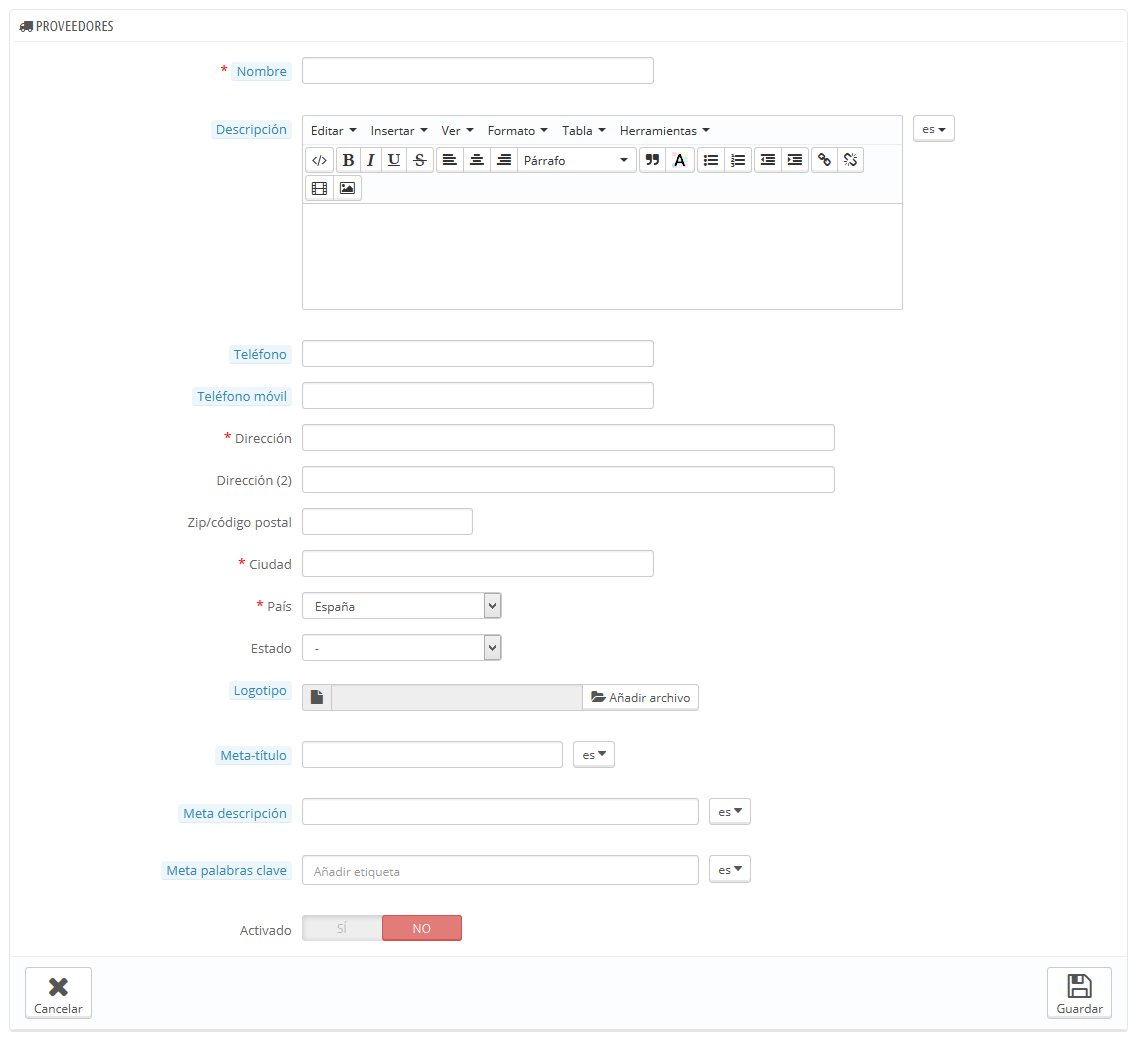 PROVEEDORES
* Nombre
Descripción
Editar Insertar Ver Formato Tabla Herramientas
es
</> B I U S Párrafo A
Teléfono
Teléfono móvil
* Dirección
Dirección (2)
Zip/código postal
* Ciudad
* País España
Estado -
Logotipo Añadir archivo
Meta-título es
Meta descripción es
Meta palabras clave Añadir etiqueta es
Activado SÍ NO
Cancelar Guardar